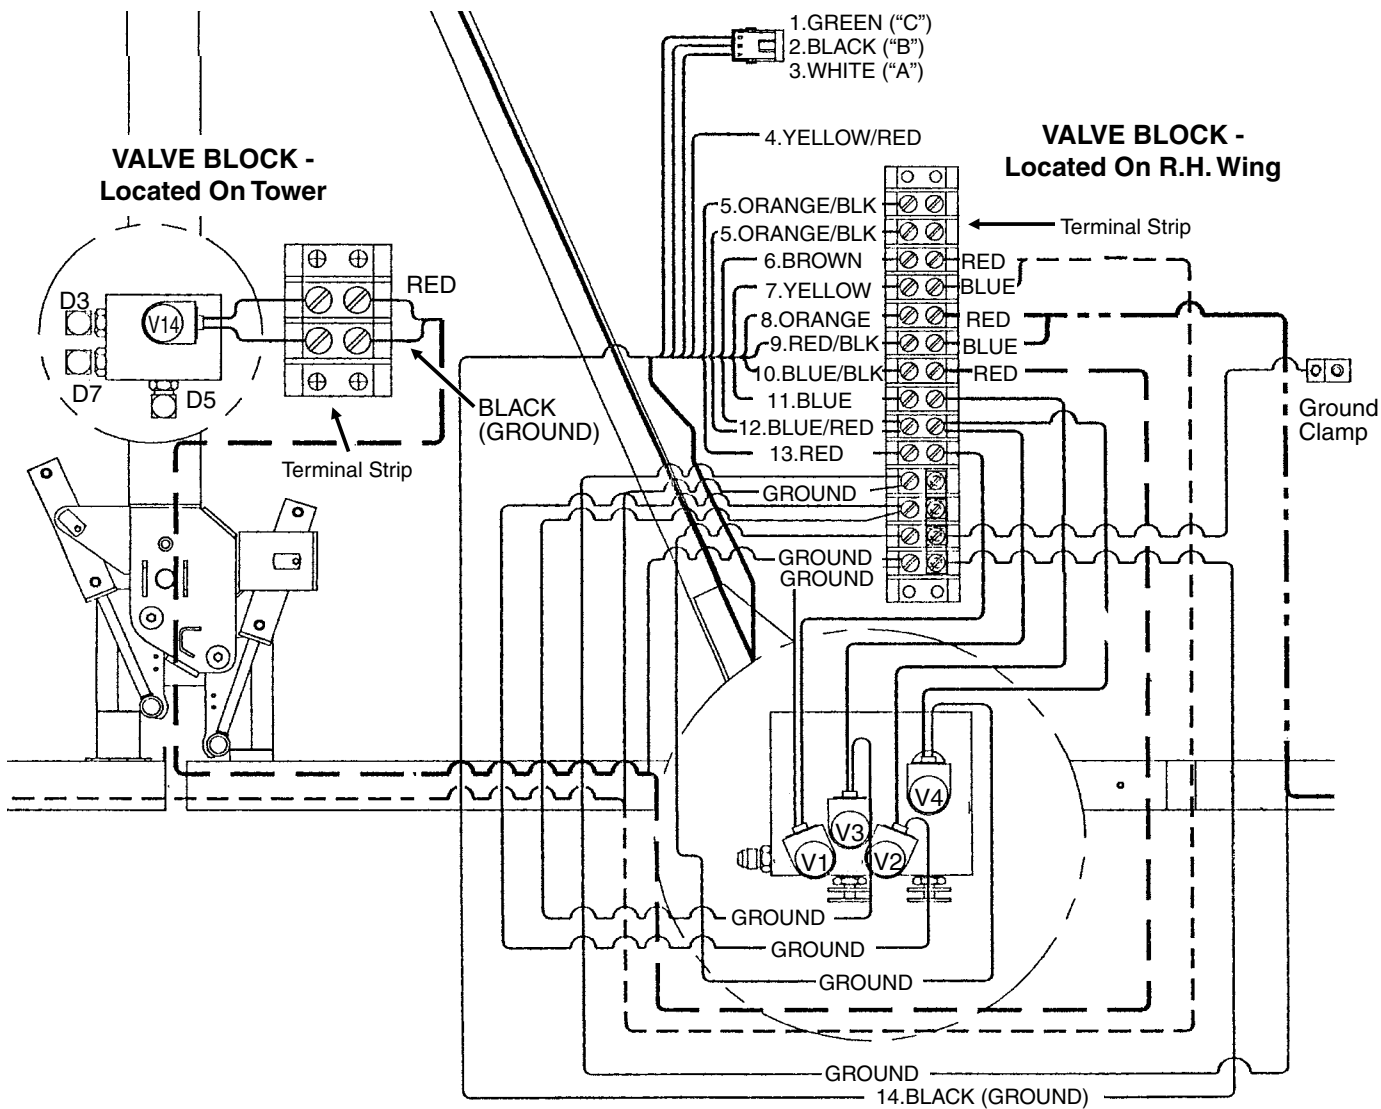 1.GREEN (“C”)
2.BLACK (“B”)
3.WHITE (“A”)
4.YELLOW/RED
VALVE BLOCK -
Located On Tower
VALVE BLOCK -
Located On R.H. Wing
5.ORANGE/BLK
Terminal Strip
5.ORANGE/BLK
6.BROWN
RED
7.YELLOW
BLUE
8.ORANGE
RED
9.RED/BLK
BLUE
10.BLUE/BLK
RED
11.BLUE
12.BLUE/RED
13.RED
GROUND
GROUND
GROUND
Ground
Clamp
D3
V14
D7
D5
RED
BLACK
(GROUND)
Terminal Strip
V4
V3
V1
V2
GROUND
GROUND
GROUND
GROUND
14.BLACK (GROUND)